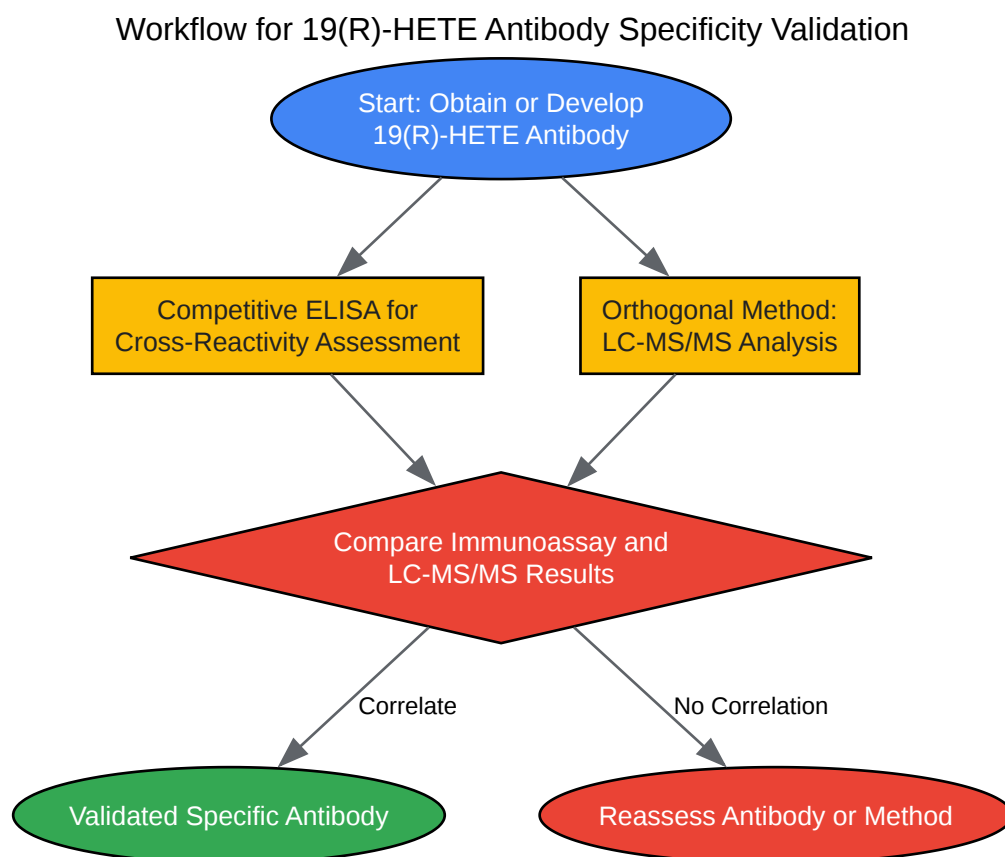 Workflow for 19(R)-HETE Antibody Specificity Validation
Start: Obtain or Develop
19(R)-HETE Antibody
Competitive ELISA for
Cross-Reactivity Assessment
Orthogonal Method:
LC-MS/MS Analysis
Compare Immunoassay and
LC-MS/MS Results
Correlate
No Correlation
Validated Specific Antibody
Reassess Antibody or Method